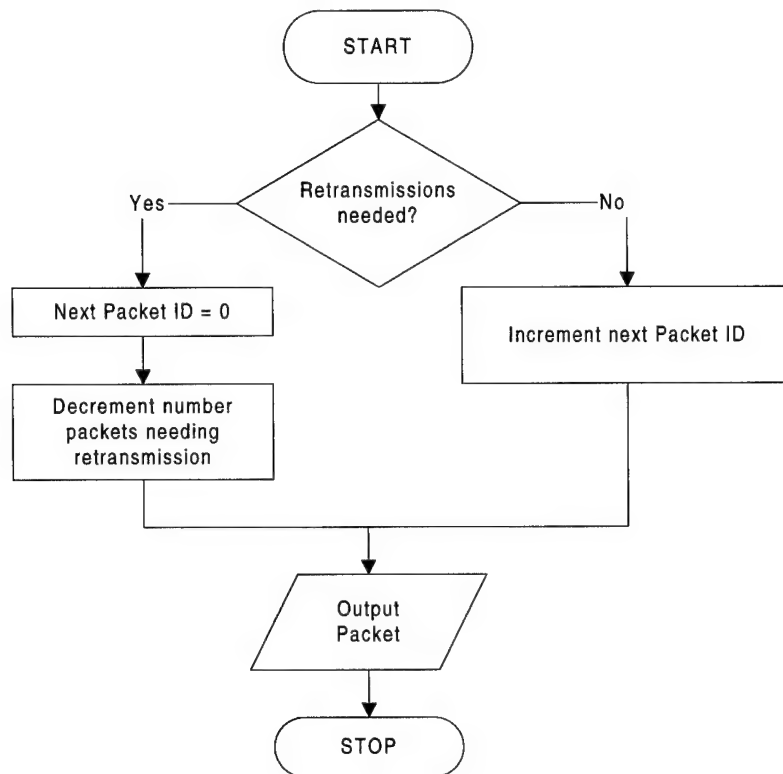 START
Retransmissions
needed?
Yes
No
Next Packet ID = 0
Increment next Packet ID
Decrement number
packets needing
retransmission
Output
Packet
STOP